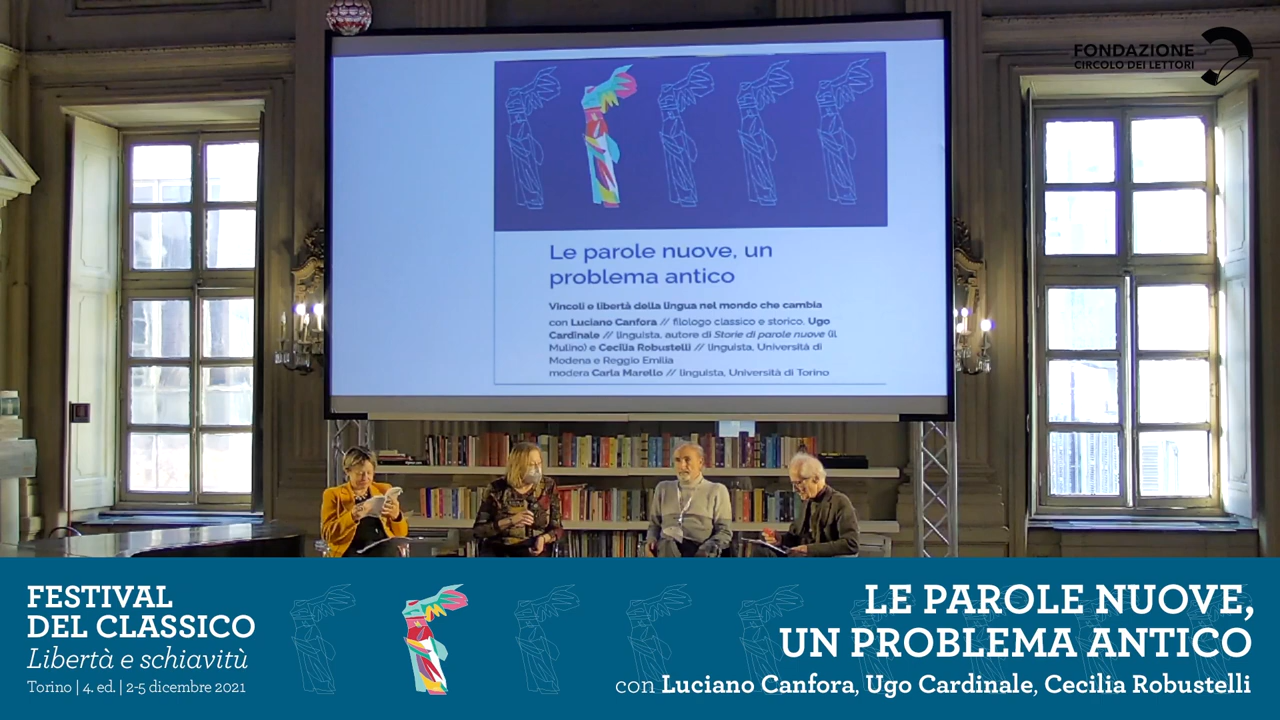 FONDAZIONE
CIRCOLO DEI LETTORI
Le parole nuove, un
problema antico
Vincoli e libertà della lingua nel mondo che cambia
con Luciano Canfora // filologo classico e storico, Ugo
Cardinale // linguista, autore di Storie di parole nuove (il
Mulino) e Cecilia Robustelli // linguista, Università di
Modena e Reggio Emilia
modera Carla Marello // linguista, Università di Torino
FESTIVAL
DEL CLASSICO
Libertà e schiavitù
Torino | 4. ed. | 2-5 dicembre 2021
LE PAROLE NUOVE,
UN PROBLEMA ANTICO
con Luciano Canfora, Ugo Cardinale, Cecilia Robustelli